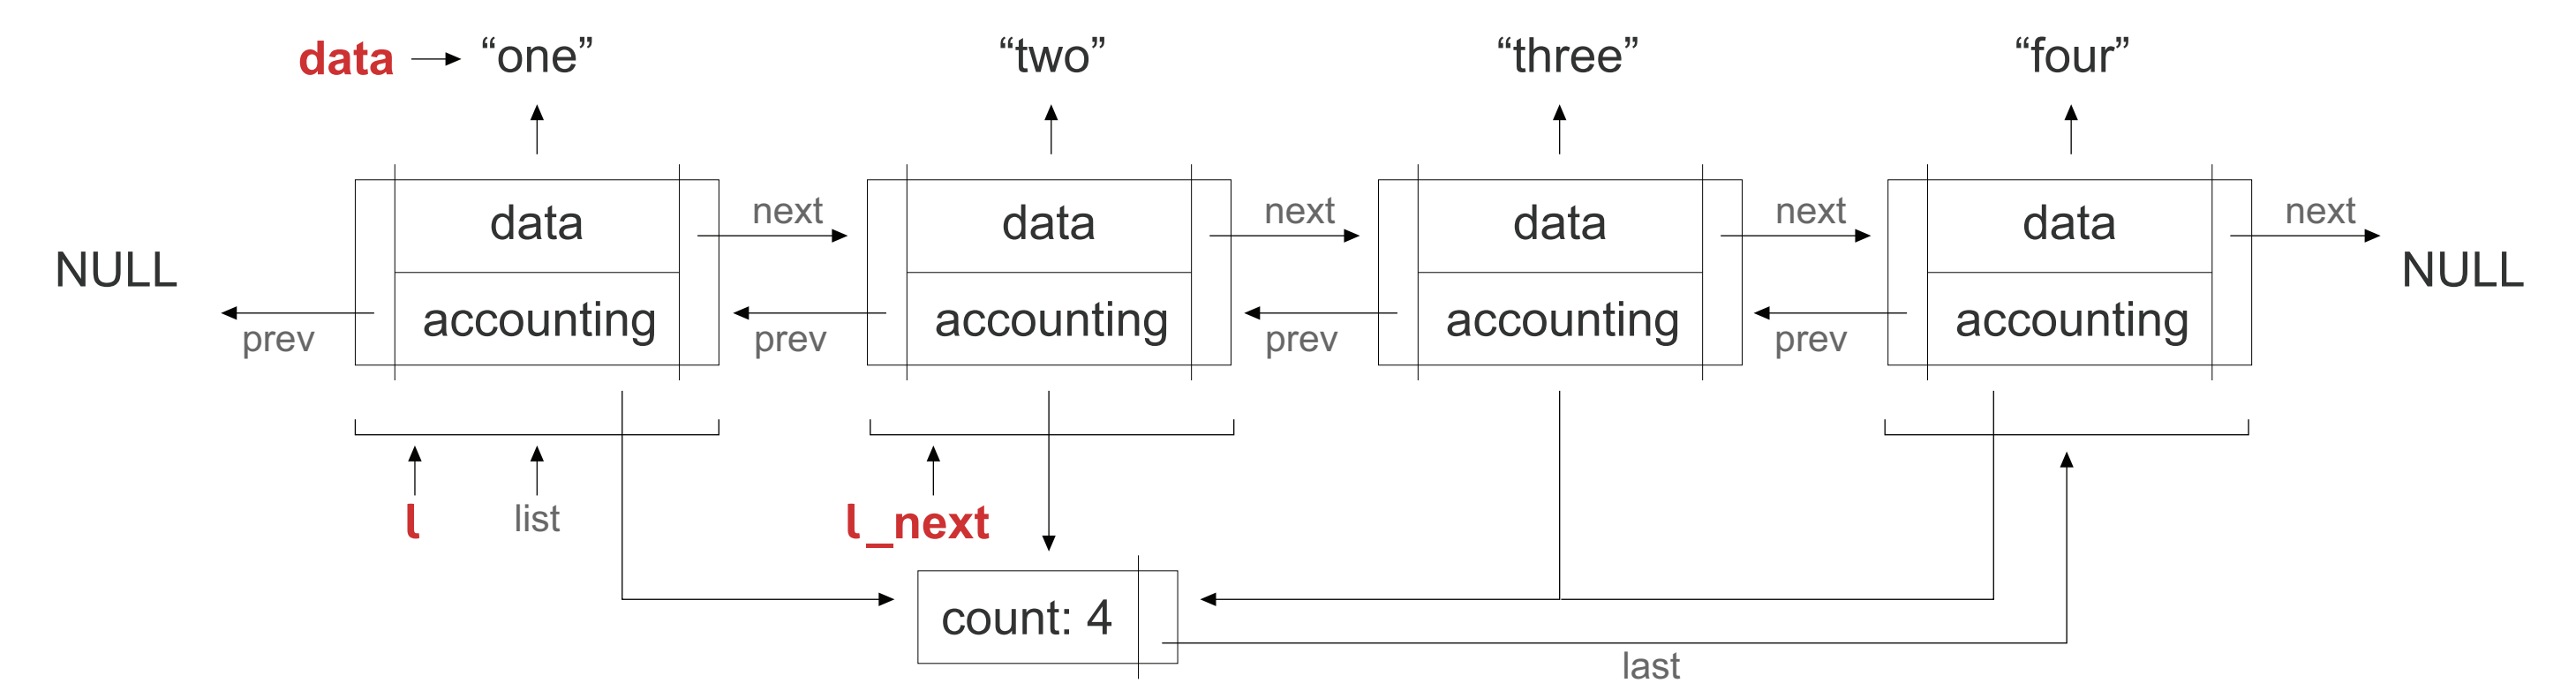 data “one” “two” “three” “four”
data next data next data next data next
NULL NULL
accounting accounting accounting accounting
prev prev prev prev
l list l_next
count: 4
last